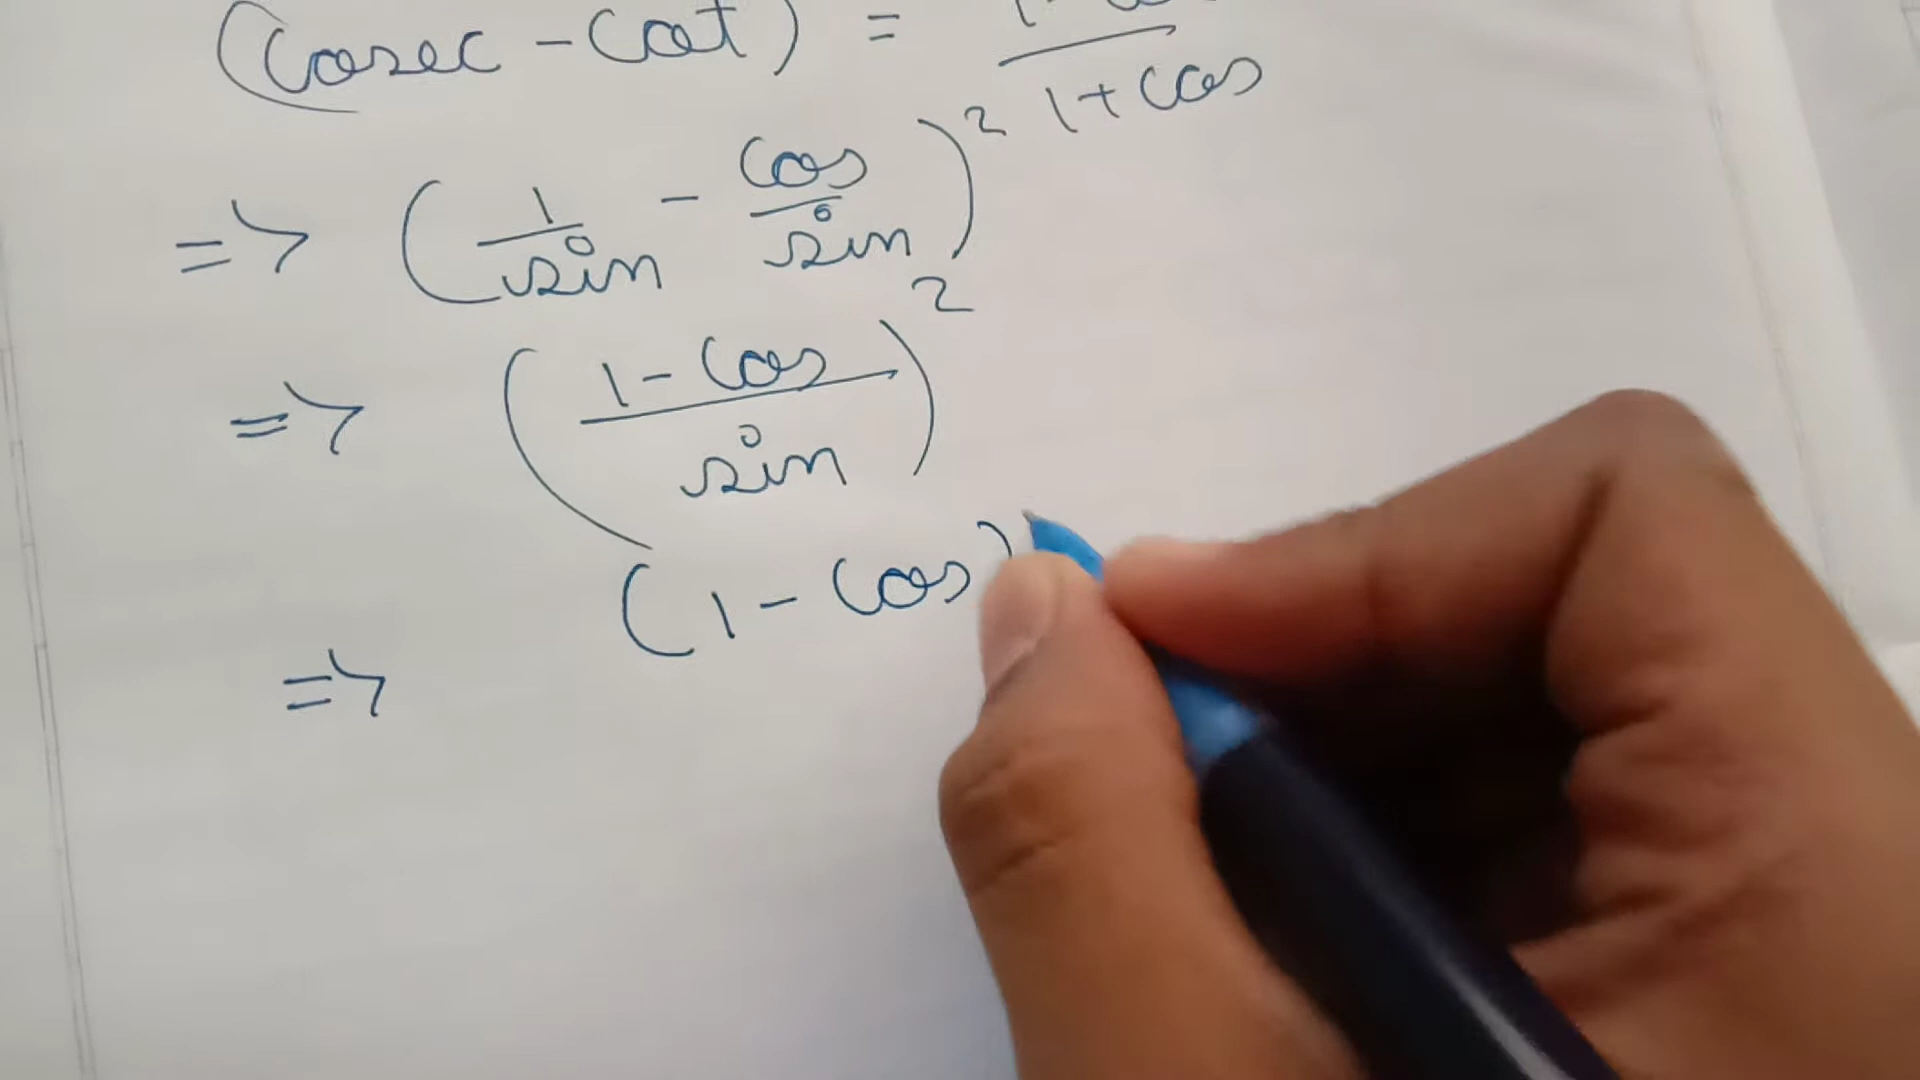 (Cosec - Cot) =
1 + Cos
=> (1/sin - Cos/sin)²
=> (1 - Cos/sin)²
=> (1 - Cos)